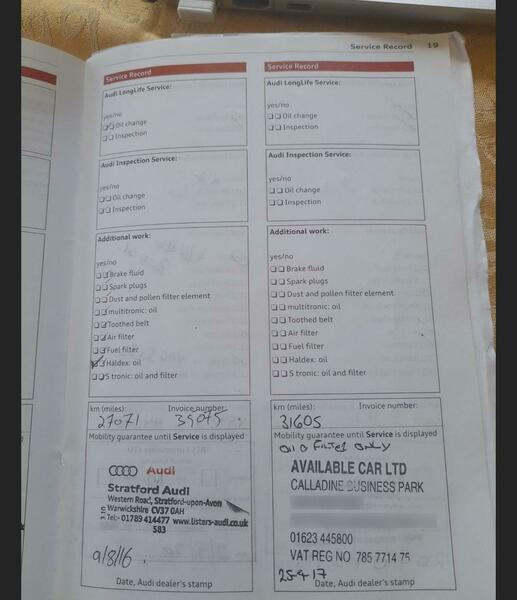 Service Record 19
Service Record
Audi LongLife Service:
yes/no
Oil change
Inspection
Audi Inspection Service:
yes/no
Oil change
Inspection
Additional work:
yes/no
Brake fluid
Spark plugs
Dust and pollen filter element
multitronic: oil
Toothed belt
Air filter
Fuel filter
Haldex: oil
S tronic: oil and filter
km (miles): Invoice number:
27071 39075
Mobility guarantee until Service is displayed
Audi
Stratford Audi
Western Road, Stratford-upon-Avon
Warwickshire CV37 0AH
Tel:- 01789 414477 www.listers-audi.co.uk
583
9/8/16
Date, Audi dealer's stamp
Service Record
Audi LongLife Service:
yes/no
Oil change
Inspection
Audi Inspection Service:
yes/no
Oil change
Inspection
Additional work:
yes/no
Brake fluid
Spark plugs
Dust and pollen filter element
multitronic: oil
Toothed belt
Air filter
Fuel filter
Haldex: oil
S tronic: oil and filter
km (miles): Invoice number:
31605
Mobility guarantee until Service is displayed
OIL & FILTER ONLY
AVAILABLE CAR LTD
CALLADINE BUSINESS PARK
01623 445800
VAT REG NO 785 7714 75
25-4-17
Date, Audi dealer's stamp